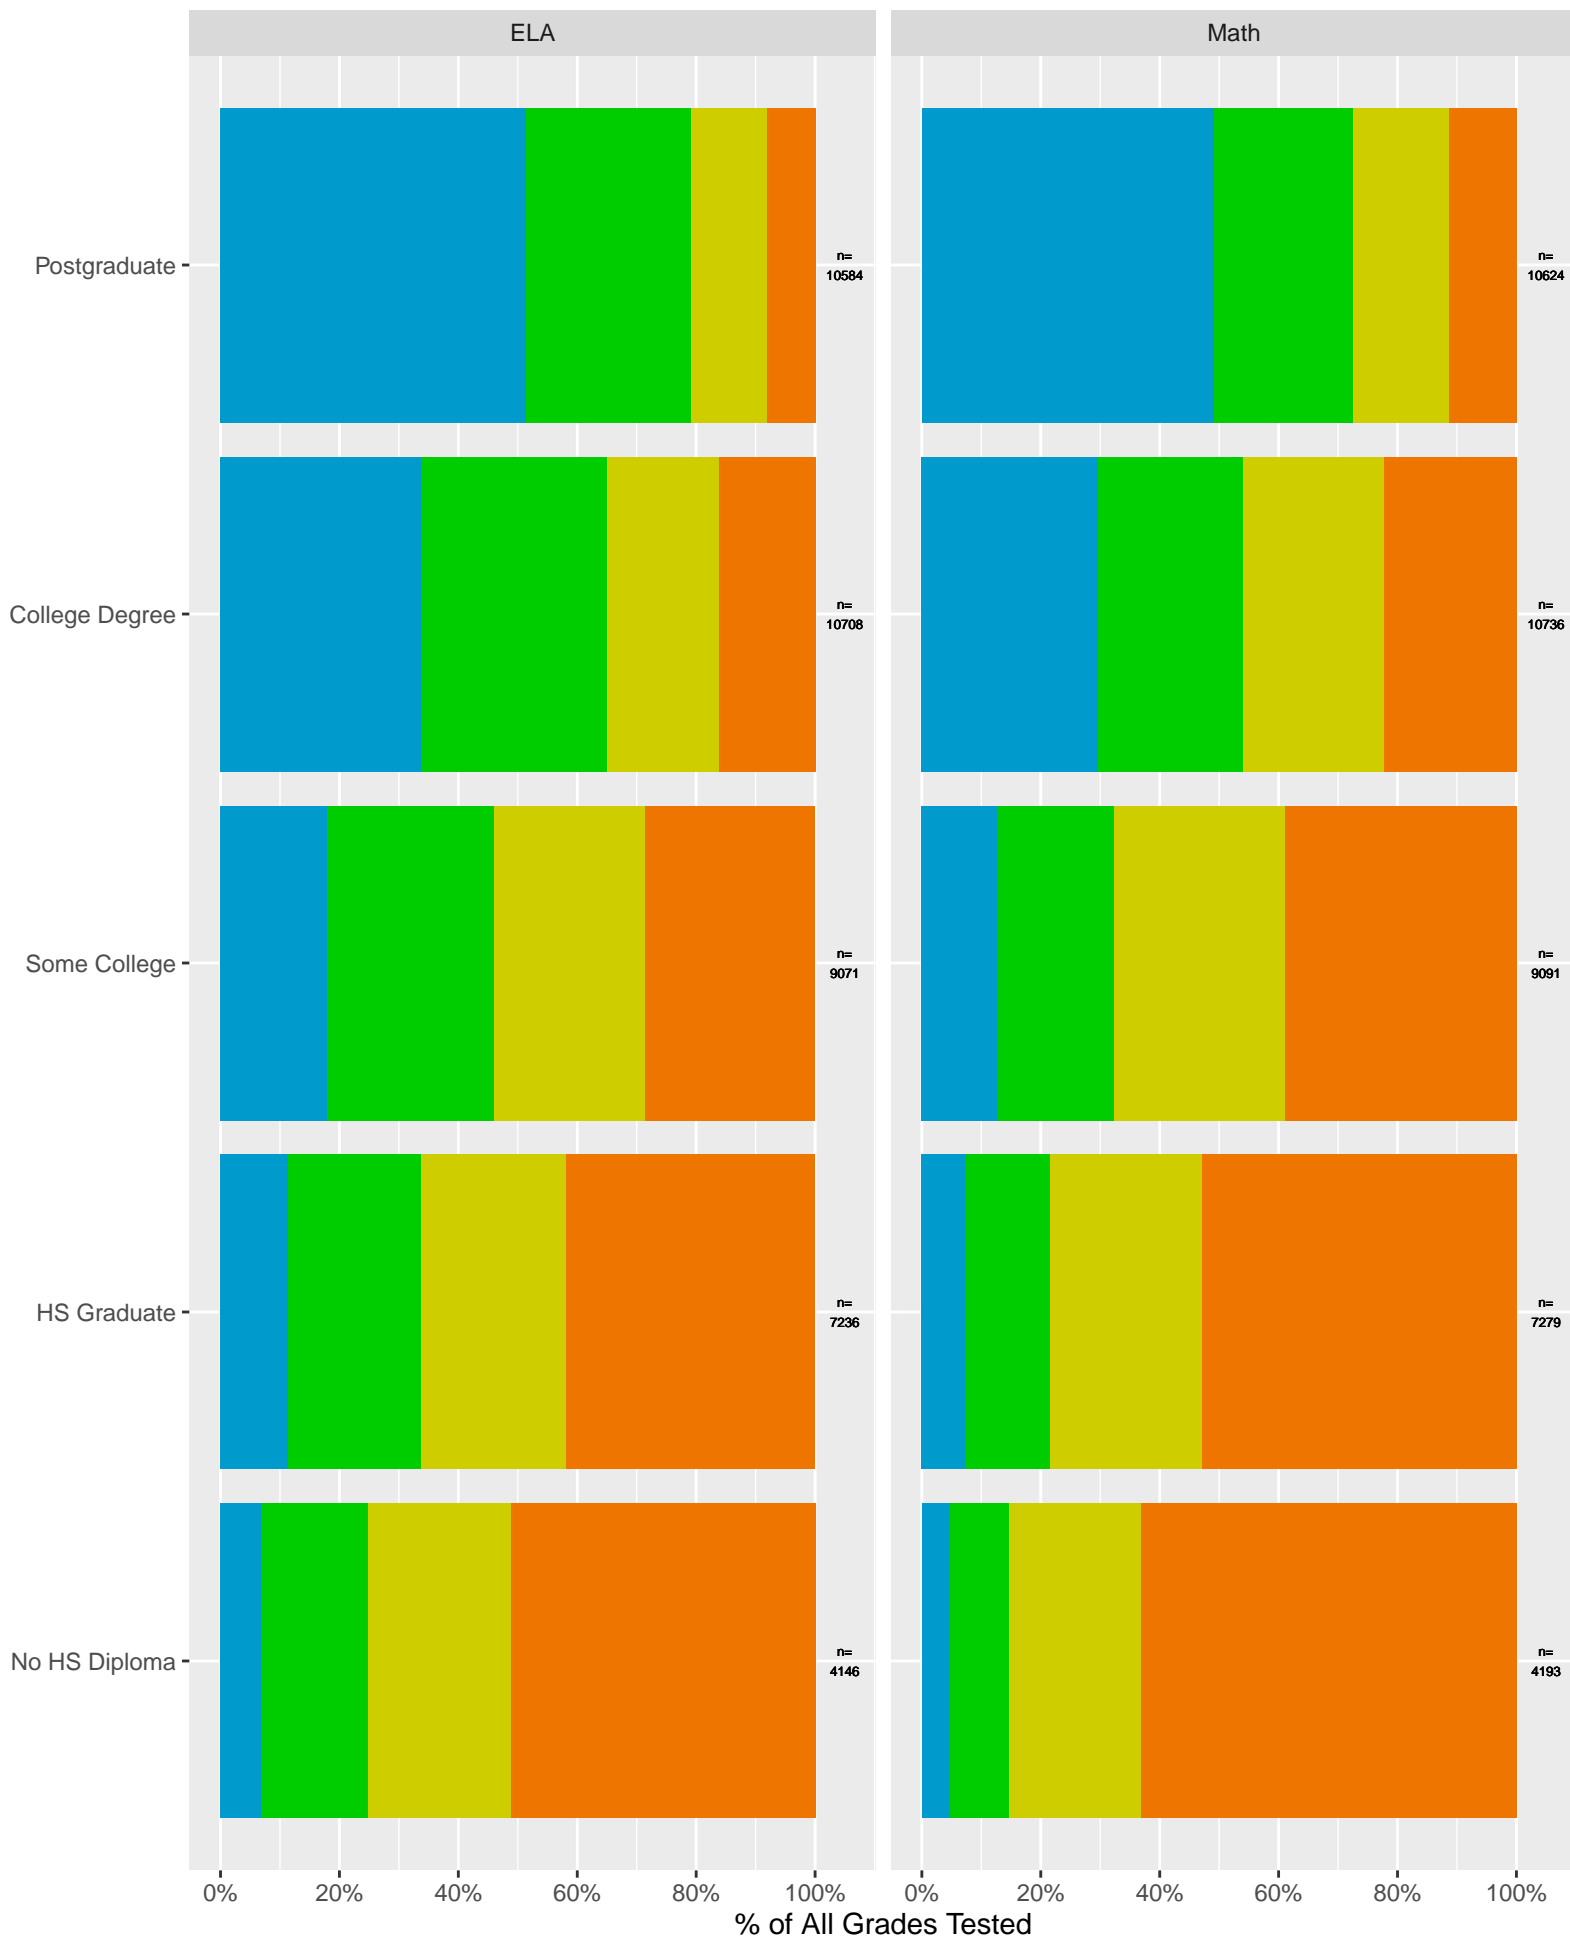 ELA
Math
Postgraduate
n=
10584
n=
10624
College Degree
n=
10708
n=
10736
Some College
n=
9071
n=
9091
HS Graduate
n=
7236
n=
7279
No HS Diploma
n=
4146
n=
4193
0% 20% 40% 60% 80% 100%
0% 20% 40% 60% 80% 100%
% of All Grades Tested